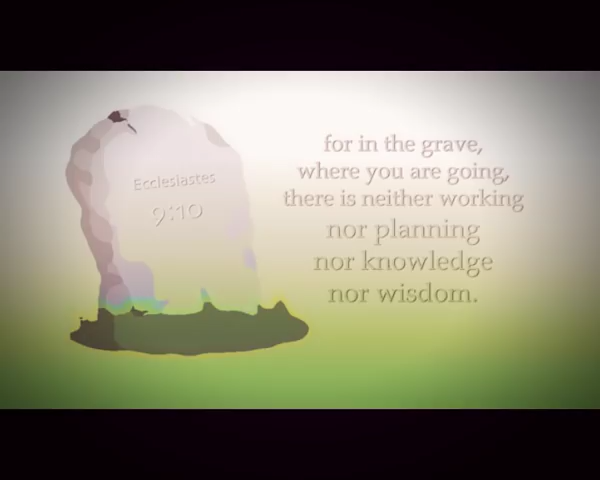 Ecclesiastes
9:10
for in the grave,
where you are going,
there is neither working
nor planning
nor knowledge
nor wisdom.